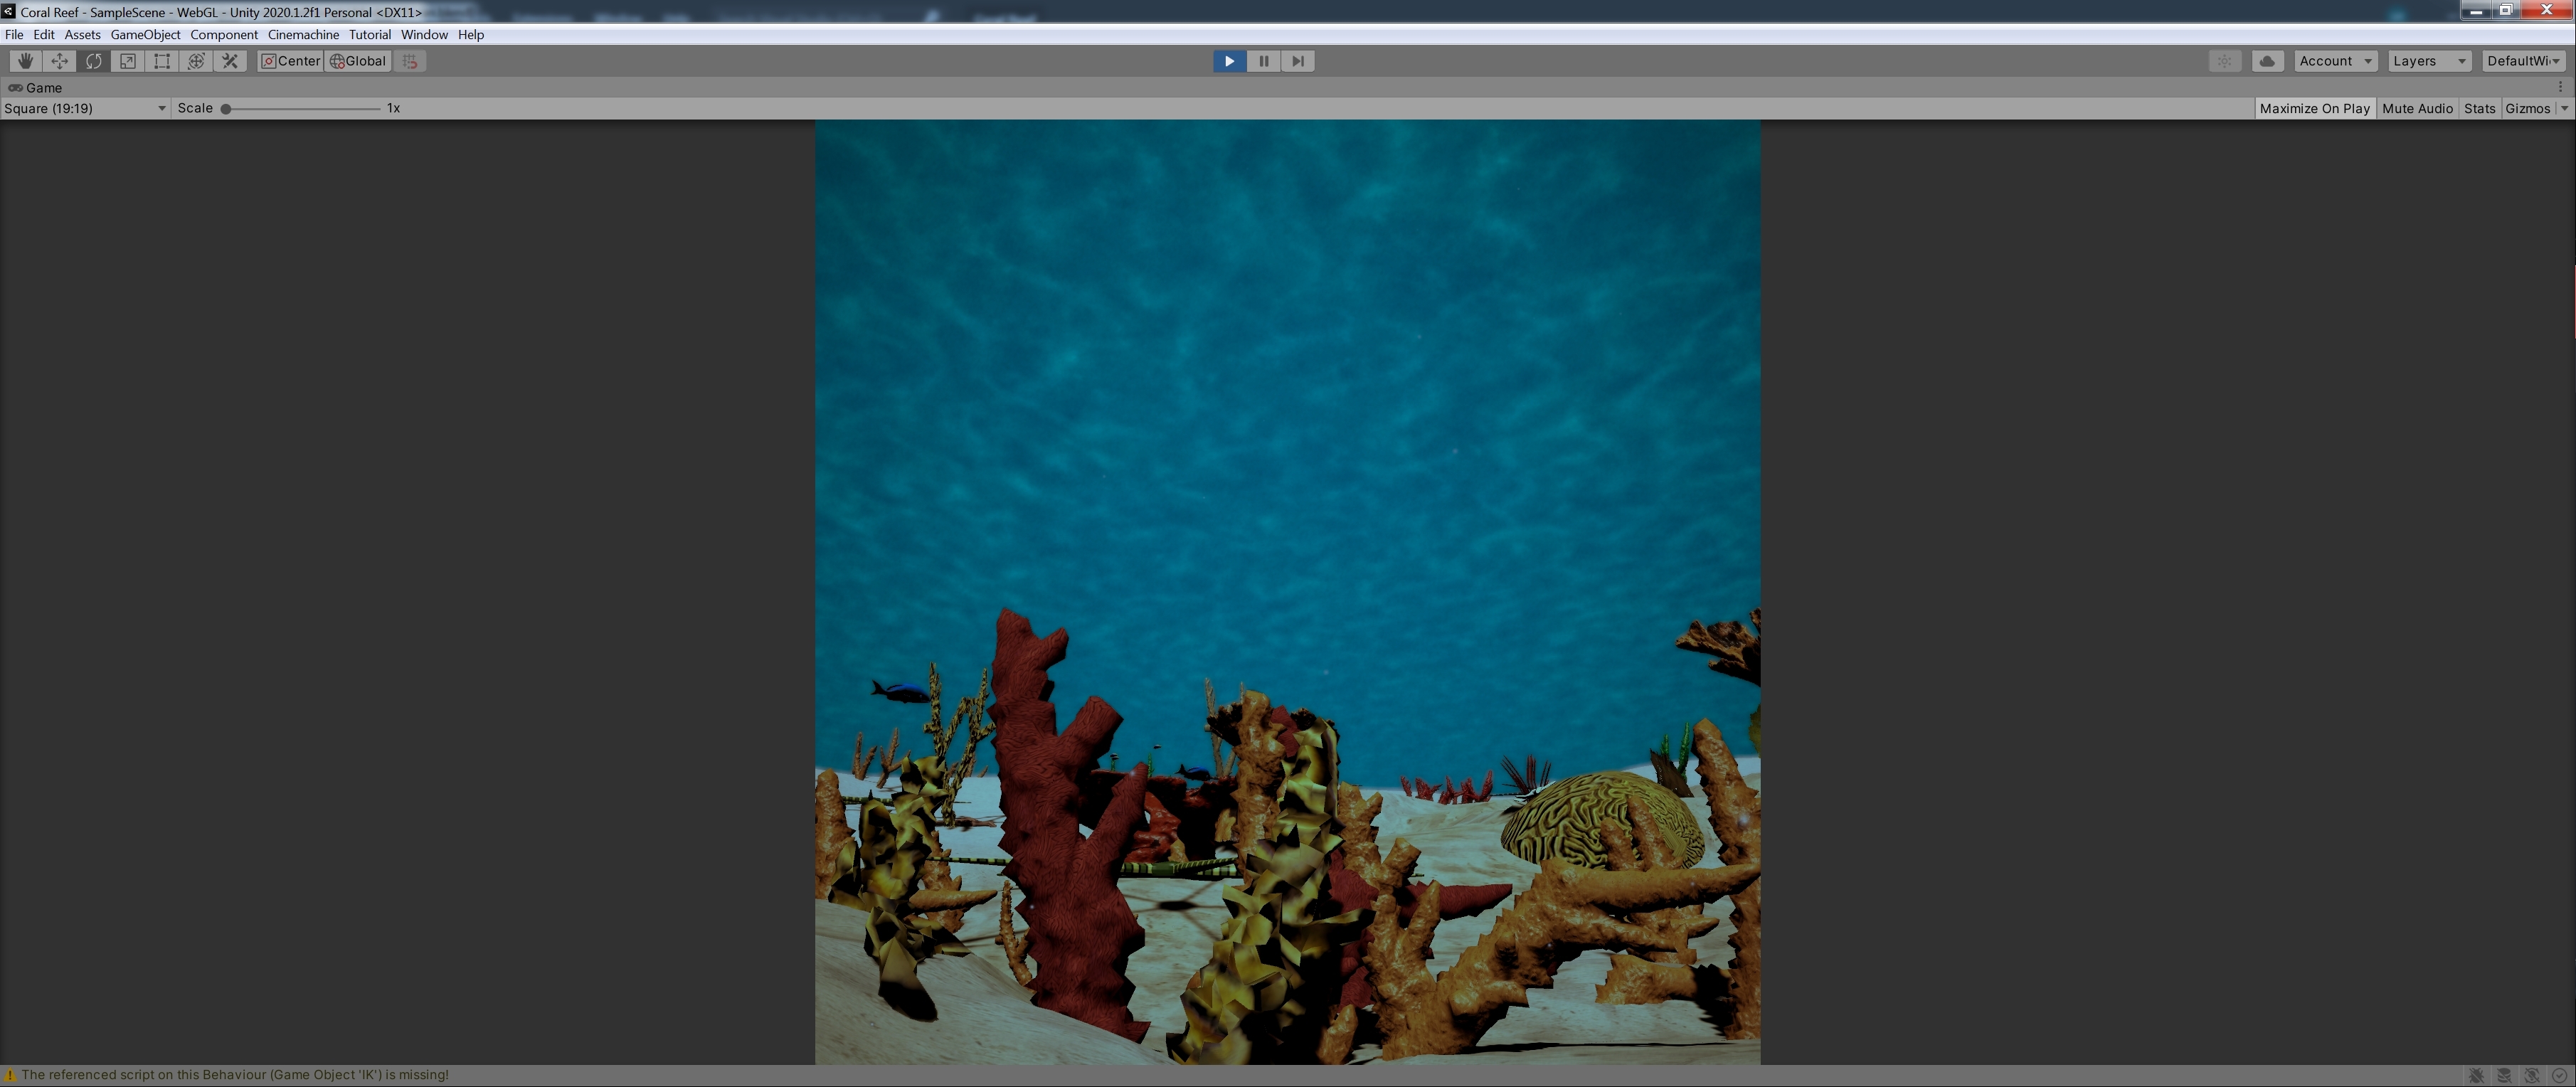 Coral Reef - SampleScene - WebGL - Unity 2020.1.2f1 Personal <DX11>
File Edit Assets GameObject Component Cinemachine Tutorial Window Help
Center Global Account Layers DefaultWi
Game
Square (19:19) Scale 1x Maximize On Play Mute Audio Stats Gizmos
The referenced script on this Behaviour (Game Object 'IK') is missing!